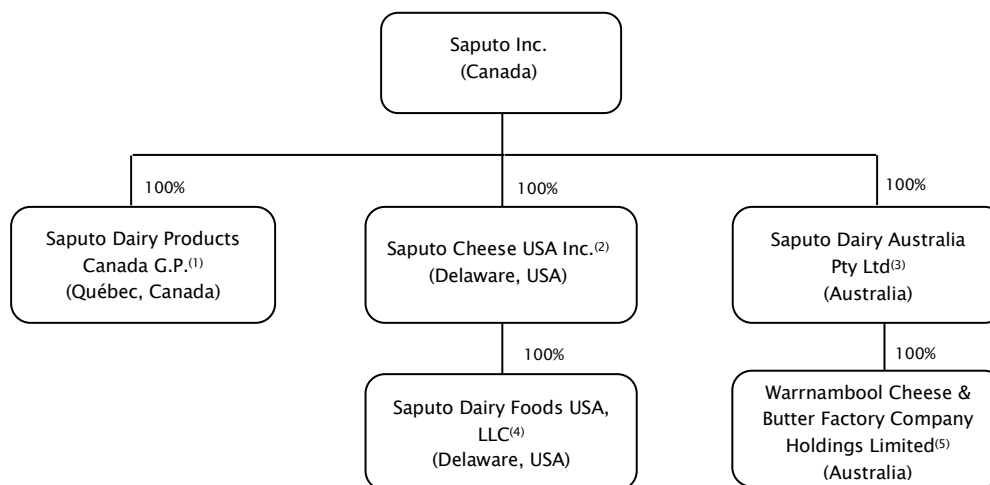 Saputo Inc.
(Canada)
100%
100%
100%
Saputo Dairy Products
Canada G.P.(1)
(Québec, Canada)
Saputo Cheese USA Inc.(2)
(Delaware, USA)
Saputo Dairy Australia
Pty Ltd(3)
(Australia)
100%
100%
Saputo Dairy Foods USA,
LLC(4)
(Delaware, USA)
Warrnambool Cheese &
Butter Factory Company
Holdings Limited(5)
(Australia)